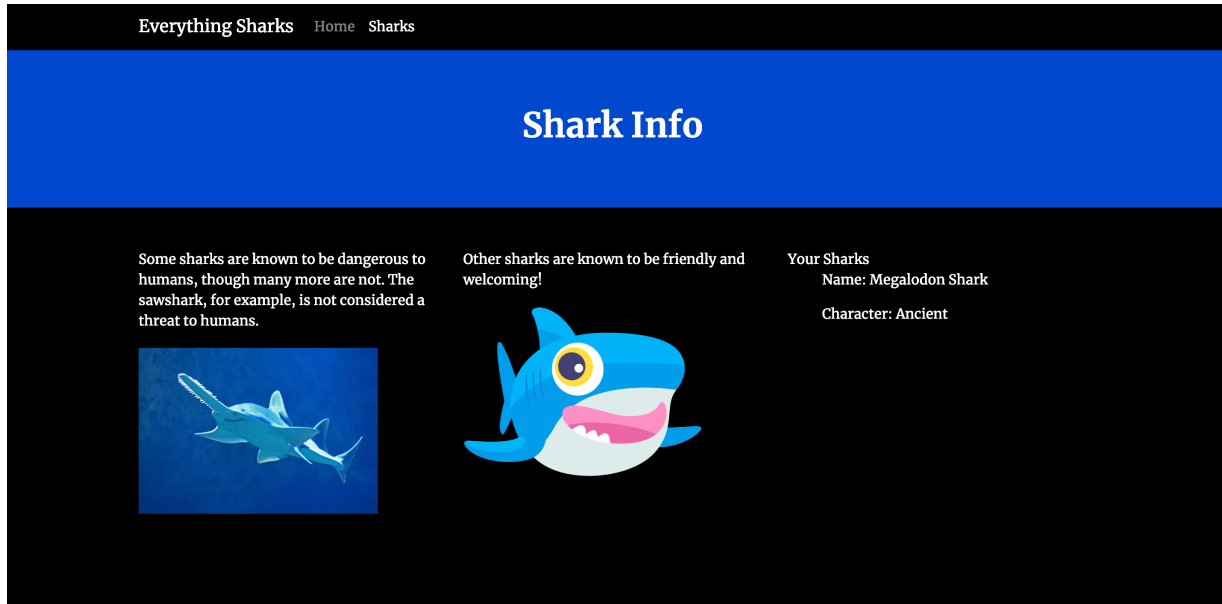 Everything Sharks Home Sharks
Shark Info
Some sharks are known to be dangerous to
humans, though many more are not. The
sawshark, for example, is not considered a
threat to humans.
Other sharks are known to be friendly and
welcoming!
Your Sharks
Name: Megalodon Shark
Character: Ancient